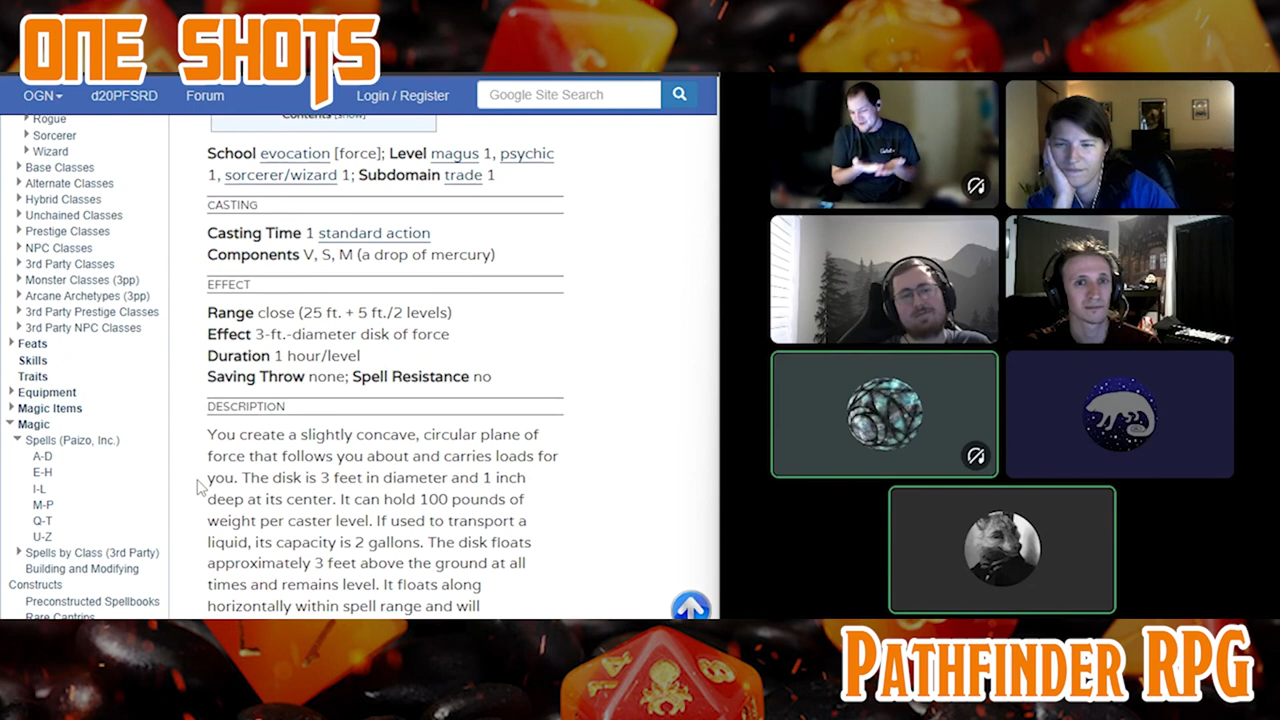 ONE SHOTS
OGN
d20PFSRD
Forum
Login / Register
Google Site Search
Rogue
Sorcerer
Wizard
Base Classes
Alternate Classes
Hybrid Classes
Unchained Classes
Prestige Classes
NPC Classes
3rd Party Classes
Monster Classes (3pp)
Arcane Archetypes (3pp)
3rd Party Prestige Classes
3rd Party NPC Classes
Feats
Skills
Traits
Equipment
Magic Items
Magic
Spells (Paizo, Inc.)
A-D
E-H
I-L
M-P
Q-T
U-Z
Spells by Class (3rd Party)
Building and Modifying
Constructs
Preconstructed Spellbooks
Rare Cantrips
Contents [show]
School evocation [force]; Level magus 1, psychic
1, sorcerer/wizard 1; Subdomain trade 1
CASTING
Casting Time 1 standard action
Components V, S, M (a drop of mercury)
EFFECT
Range close (25 ft. + 5 ft./2 levels)
Effect 3-ft.-diameter disk of force
Duration 1 hour/level
Saving Throw none; Spell Resistance no
DESCRIPTION
You create a slightly concave, circular plane of
force that follows you about and carries loads for
you. The disk is 3 feet in diameter and 1 inch
deep at its center. It can hold 100 pounds of
weight per caster level. If used to transport a
liquid, its capacity is 2 gallons. The disk floats
approximately 3 feet above the ground at all
times and remains level. It floats along
horizontally within spell range and will
PATHFINDER RPG